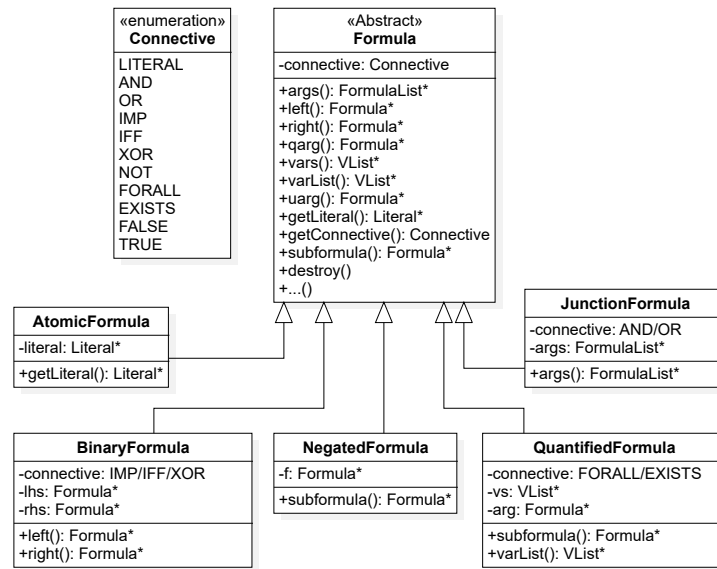 «enumeration»
Connective
LITERAL
AND
OR
IMP
IFF
XOR
NOT
FORALL
EXISTS
FALSE
TRUE
«Abstract»
Formula
-connective: Connective
+args(): FormulaList*
+left(): Formula*
+right(): Formula*
+qarg(): Formula*
+vars(): VList*
+varList(): VList*
+uarg(): Formula*
+getLiteral(): Literal*
+getConnective(): Connective
+subformula(): Formula*
+destroy()
+...()
AtomicFormula
-literal: Literal*
+getLiteral(): Literal*
JunctionFormula
-connective: AND/OR
-args: FormulaList*
+args(): FormulaList*
BinaryFormula
-connective: IMP/IFF/XOR
-lhs: Formula*
-rhs: Formula*
+left(): Formula*
+right(): Formula*
NegatedFormula
-f: Formula*
+subformula(): Formula*
QuantifiedFormula
-connective: FORALL/EXISTS
-vs: VList*
-arg: Formula*
+subformula(): Formula*
+varList(): VList*